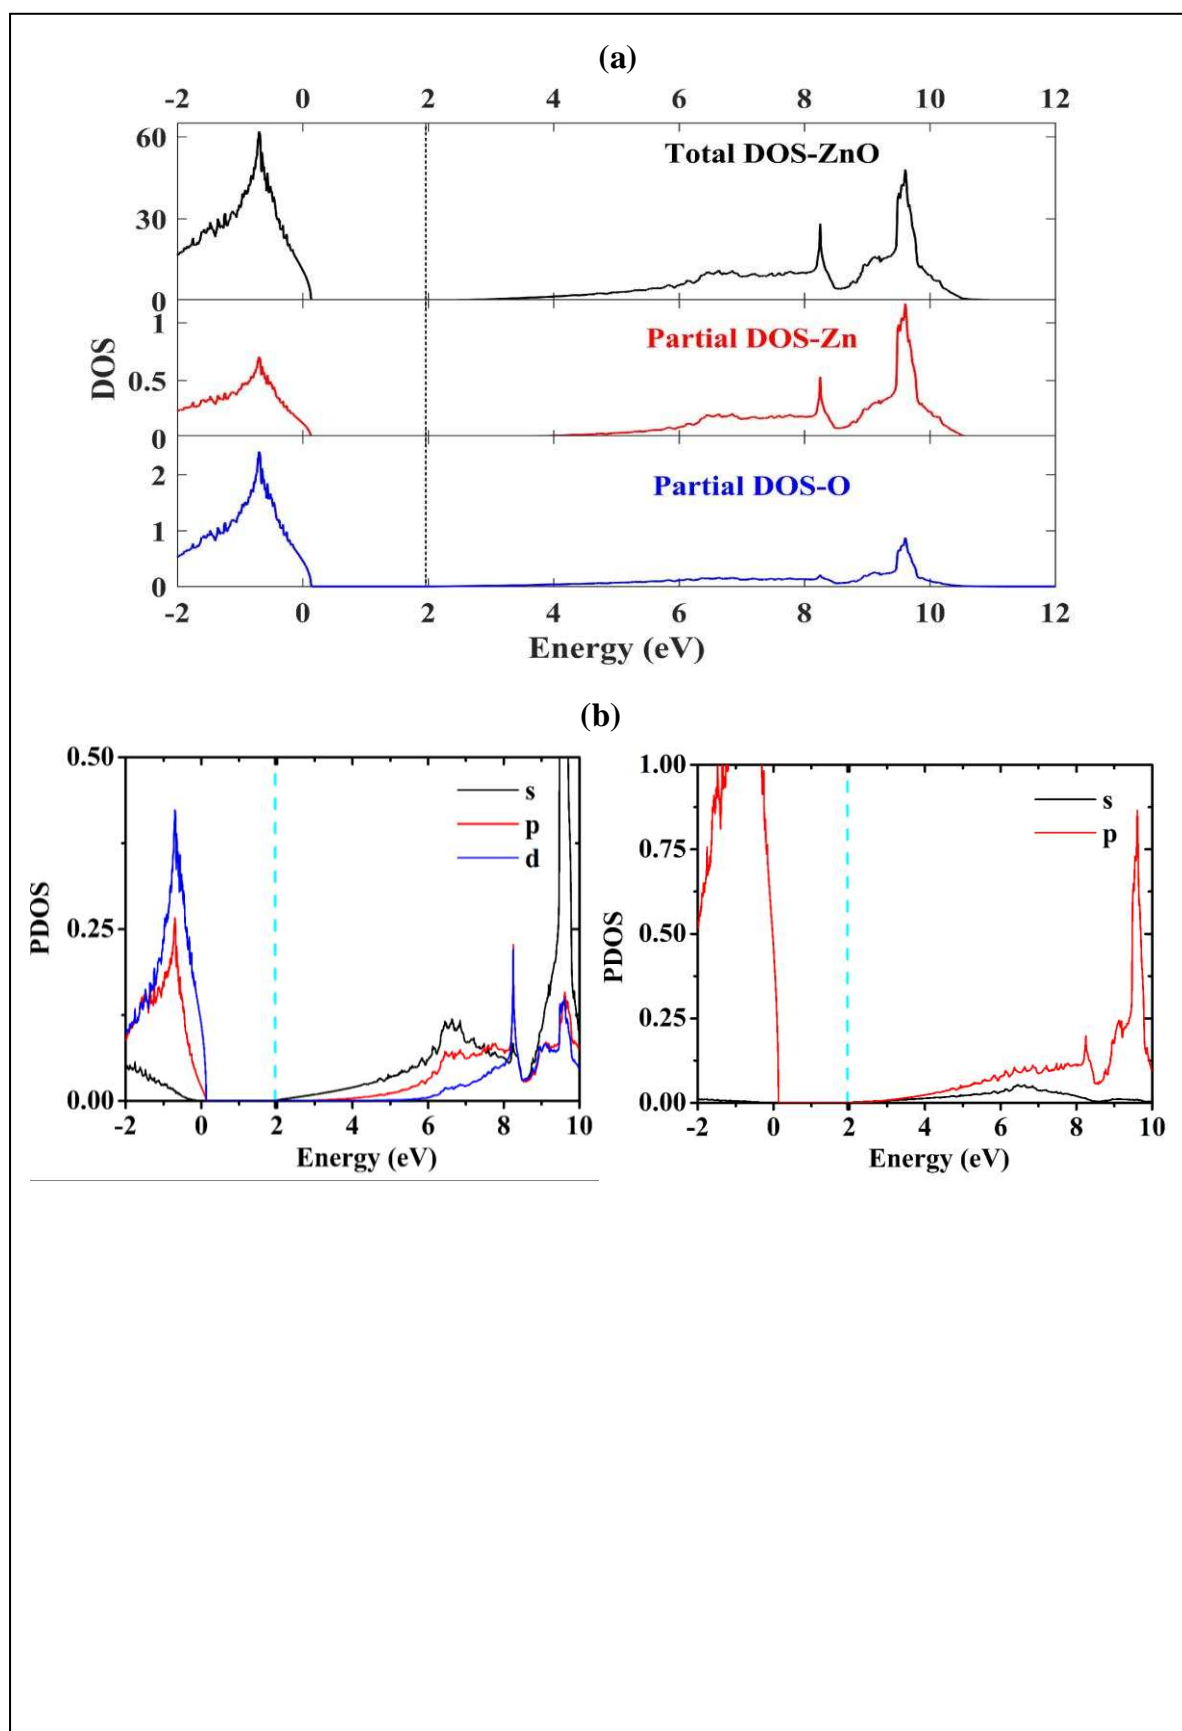 (a)
-2 0 2 4 6 8 10 12
60
Total DOS-ZnO
30
0
1
Partial DOS-Zn
DOS
0.5
0
2
Partial DOS-O
1
0
-2 0 2 4 6 8 10 12
Energy (eV)
(b)
0.50
s
p
d
PDOS
0.25
0.00
-2 0 2 4 6 8 10
Energy (eV)
1.00
s
p
0.75
PDOS
0.50
0.25
0.00
-2 0 2 4 6 8 10
Energy (eV)